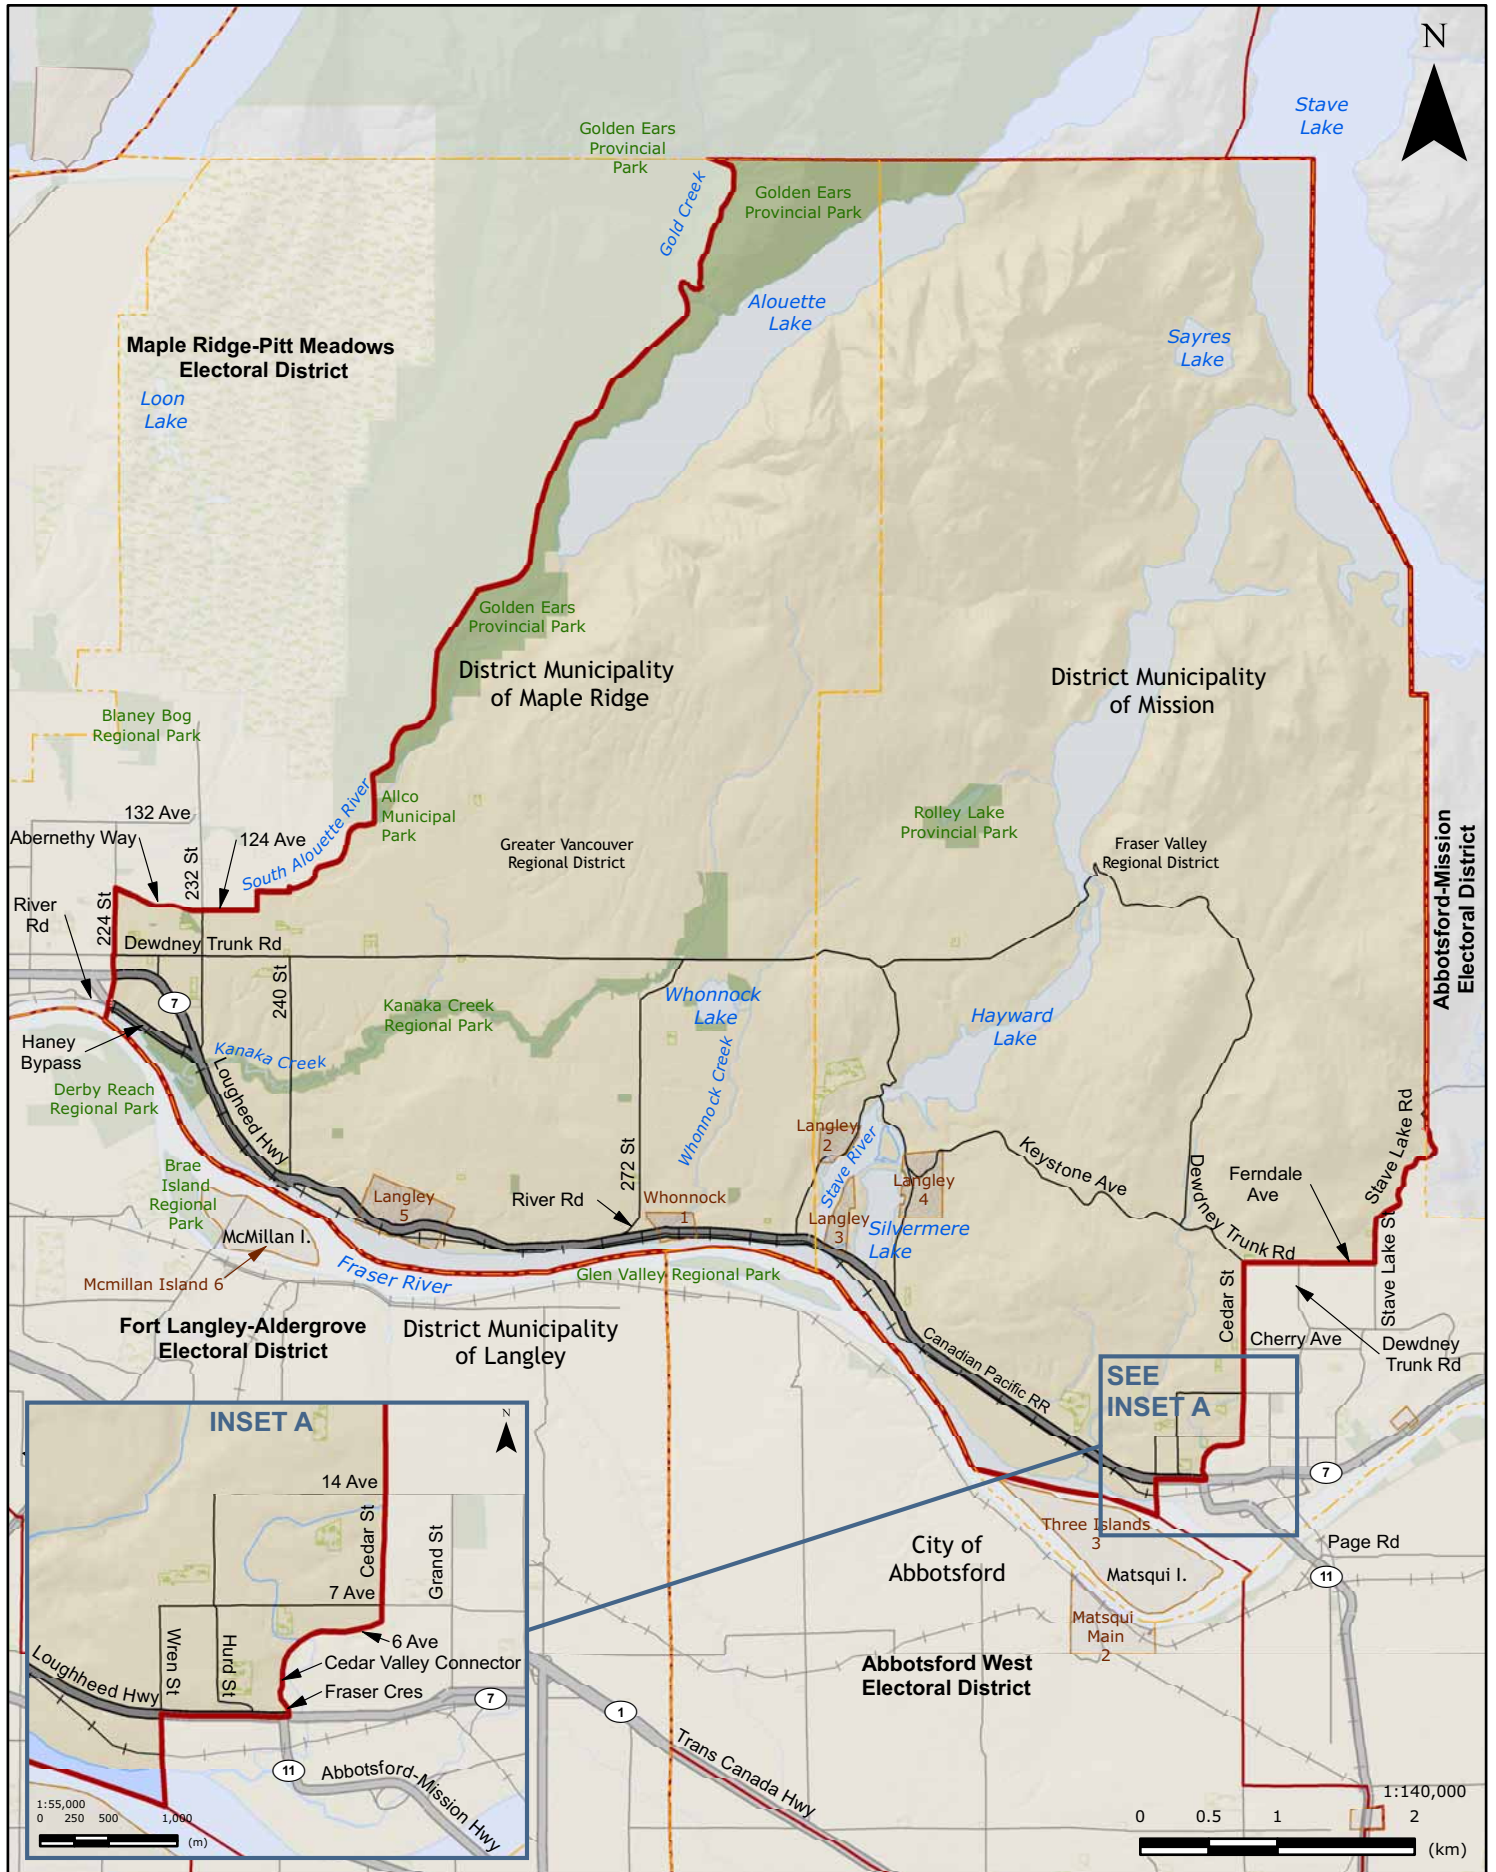 N
Stave
Lake
Golden Ears
Provincial
Park
Golden Ears
Provincial Park
Gold Creek
Alouette
Lake
Sayres
Lake
Maple Ridge-Pitt Meadows
Electoral District
Loon
Lake
Golden Ears
Provincial Park
District Municipality
of Maple Ridge
District Municipality
of Mission
Blaney Bog
Regional Park
Allco
Municipal
Park
South Alouette River
132 Ave
Abernethy Way
124 Ave
232 St
224 St
River
Rd
Greater Vancouver
Regional District
Rolley Lake
Provincial Park
Fraser Valley
Regional District
Abbotsford-Mission
Electoral District
Dewdney Trunk Rd
240 St
7
Kanaka Creek
Regional Park
Whonnock
Lake
Hayward
Lake
Haney
Bypass
Kanaka Creek
Derby Reach
Regional Park
Lougheed Hwy
Whonnock Creek
272 St
Langley
2
Stave River
Langley
4
Keystone Ave
Dewdney Trunk Rd
Ferndale
Ave
Stave Lake Rd
Brae
Island
Regional
Park
Langley
5
River Rd
Whonnock
1
Langley
3
Silvermere
Lake
McMillan I.
Mcmillan Island 6
Fraser River
Glen Valley Regional Park
Stave Lake St
Cedar St
Cherry Ave
Dewdney
Trunk Rd
Fort Langley-Aldergrove
Electoral District
District Municipality
of Langley
Canadian Pacific RR
SEE
INSET A
7
Three Islands
3
Matsqui I.
City of
Abbotsford
Page Rd
11
Matsqui
Main
2
Abbotsford West
Electoral District
1
Trans Canada Hwy
INSET A
N
14 Ave
Cedar St
Grand St
7 Ave
Wren St
Hurd St
6 Ave
Cedar Valley Connector
Fraser Cres
Loughheed Hwy
7
11
Abbotsford-Mission Hwy
1:55,000
0 250 500 1,000
(m)
1:140,000
0 0.5 1 2
(km)